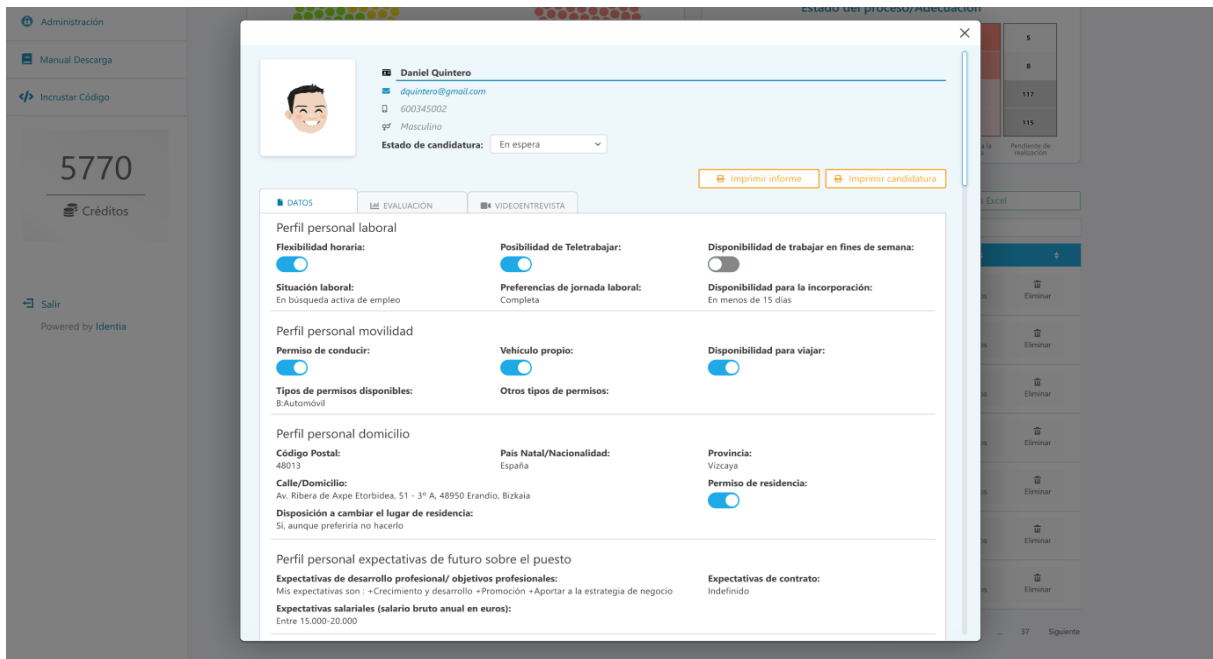 Administración
Manual Descarga
Incrustar Código
5770
Créditos
Salir
Powered by Identia
Estado del proceso/Adecuación
5
8
117
115
Pendiente de
realización
Excel
Daniel Quintero
dquintero@gmail.com
600345002
Masculino
Estado de candidatura: En espera
Imprimir informe Imprimir candidatura
DATOS EVALUACIÓN VIDEOENTREVISTA
Perfil personal laboral
Flexibilidad horaria: Posibilidad de Teletrabajar: Disponibilidad de trabajar en fines de semana:
Situación laboral: Preferencias de jornada laboral: Disponibilidad para la incorporación:
En búsqueda activa de empleo Completa En menos de 15 días
Perfil personal movilidad
Permiso de conducir: Vehículo propio: Disponibilidad para viajar:
Tipos de permisos disponibles: Otros tipos de permisos:
B:Automóvil
Perfil personal domicilio
Código Postal: País Natal/Nacionalidad: Provincia:
48013 España Vizcaya
Calle/Domicilio: Permiso de residencia:
Av. Ribera de Axpe Etorbidea, 51 - 3º A, 48950 Erandio, Bizkaia
Disposición a cambiar el lugar de residencia:
Si, aunque preferiria no hacerlo
Perfil personal expectativas de futuro sobre el puesto
Expectativas de desarrollo profesional/ objetivos profesionales: Expectativas de contrato:
Mis expectativas son : +Crecimiento y desarrollo +Promoción +Aportar a la estrategia de negocio Indefinido
Expectativas salariales (salario bruto anual en euros):
Entre 15.000-20.000
Eliminar
Eliminar
Eliminar
Eliminar
Eliminar
Eliminar
Eliminar
... 37 Siguiente